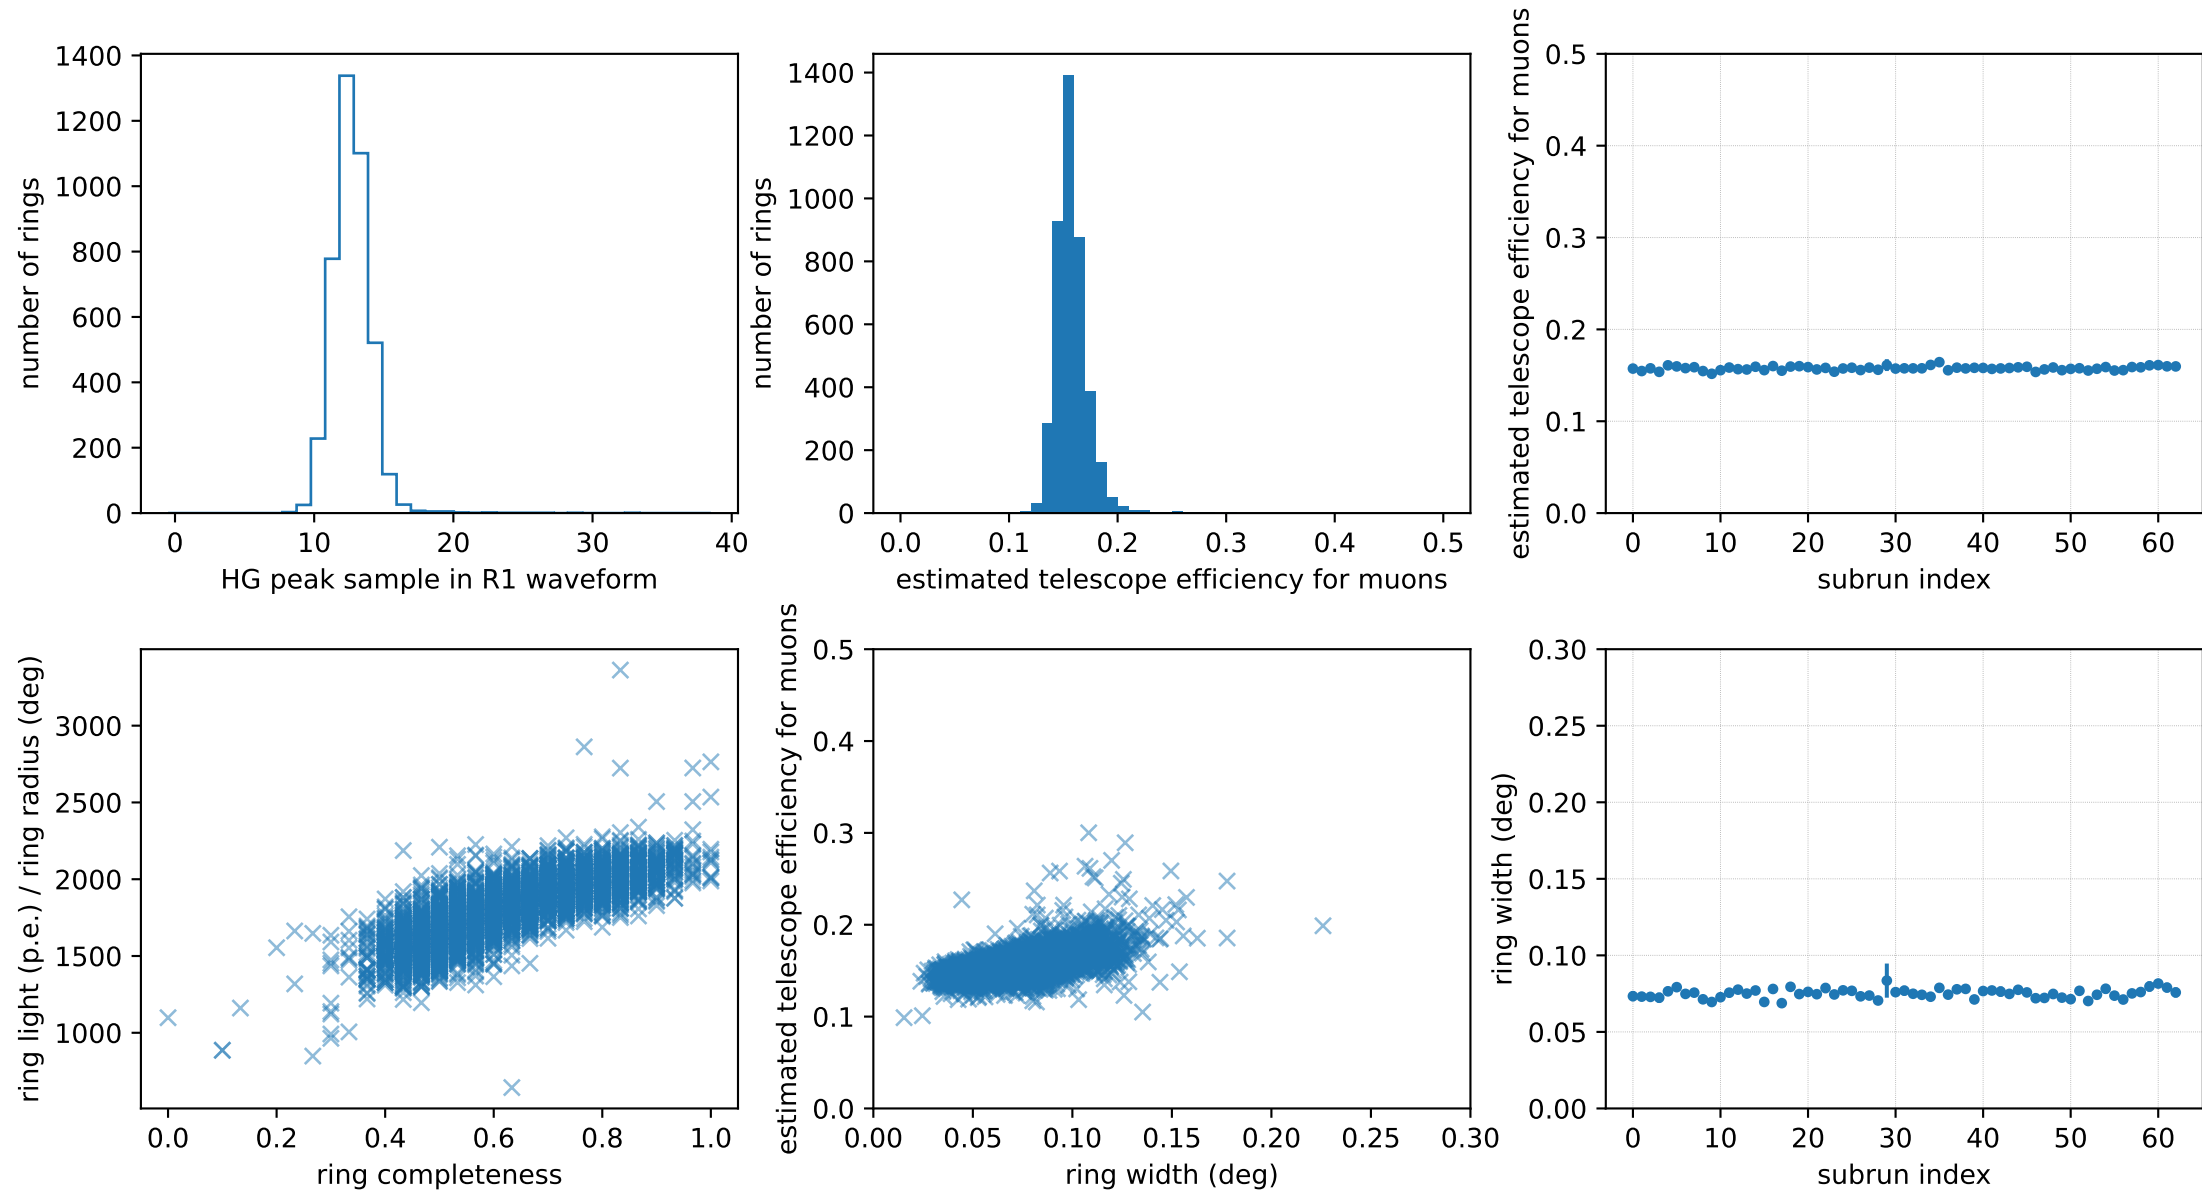 1400
1200
1000
800
600
400
200
0
number of rings
0 10 20 30 40
HG peak sample in R1 waveform
1400
1200
1000
800
600
400
200
0
number of rings
0.0 0.1 0.2 0.3 0.4 0.5
estimated telescope efficiency for muons
0.5
0.4
0.3
0.2
0.1
0.0
estimated telescope efficiency for muons
0 10 20 30 40 50 60
subrun index
3000
2500
2000
1500
1000
ring light (p.e.) / ring radius (deg)
0.0 0.2 0.4 0.6 0.8 1.0
ring completeness
0.5
0.4
0.3
0.2
0.1
0.0
estimated telescope efficiency for muons
0.00 0.05 0.10 0.15 0.20 0.25 0.30
ring width (deg)
0.30
0.25
0.20
0.15
0.10
0.05
0.00
ring width (deg)
0 10 20 30 40 50 60
subrun index